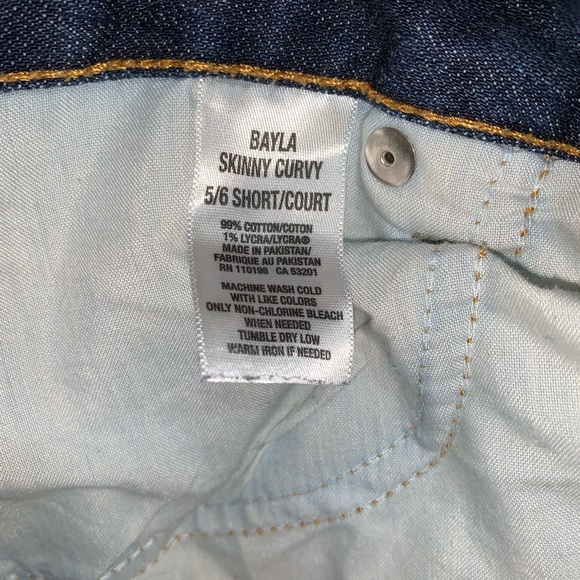 BAYLA
SKINNY CURVY
5/6 SHORT/COURT
99% COTTON/COTON
1% LYCRA/LYCRA®
MADE IN PAKISTAN/
FABRIQUE AU PAKISTAN
RN 110198 CA 53201
MACHINE WASH COLD
WITH LIKE COLORS
ONLY NON-CHLORINE BLEACH
WHEN NEEDED
TUMBLE DRY LOW
WARM IRON IF NEEDED